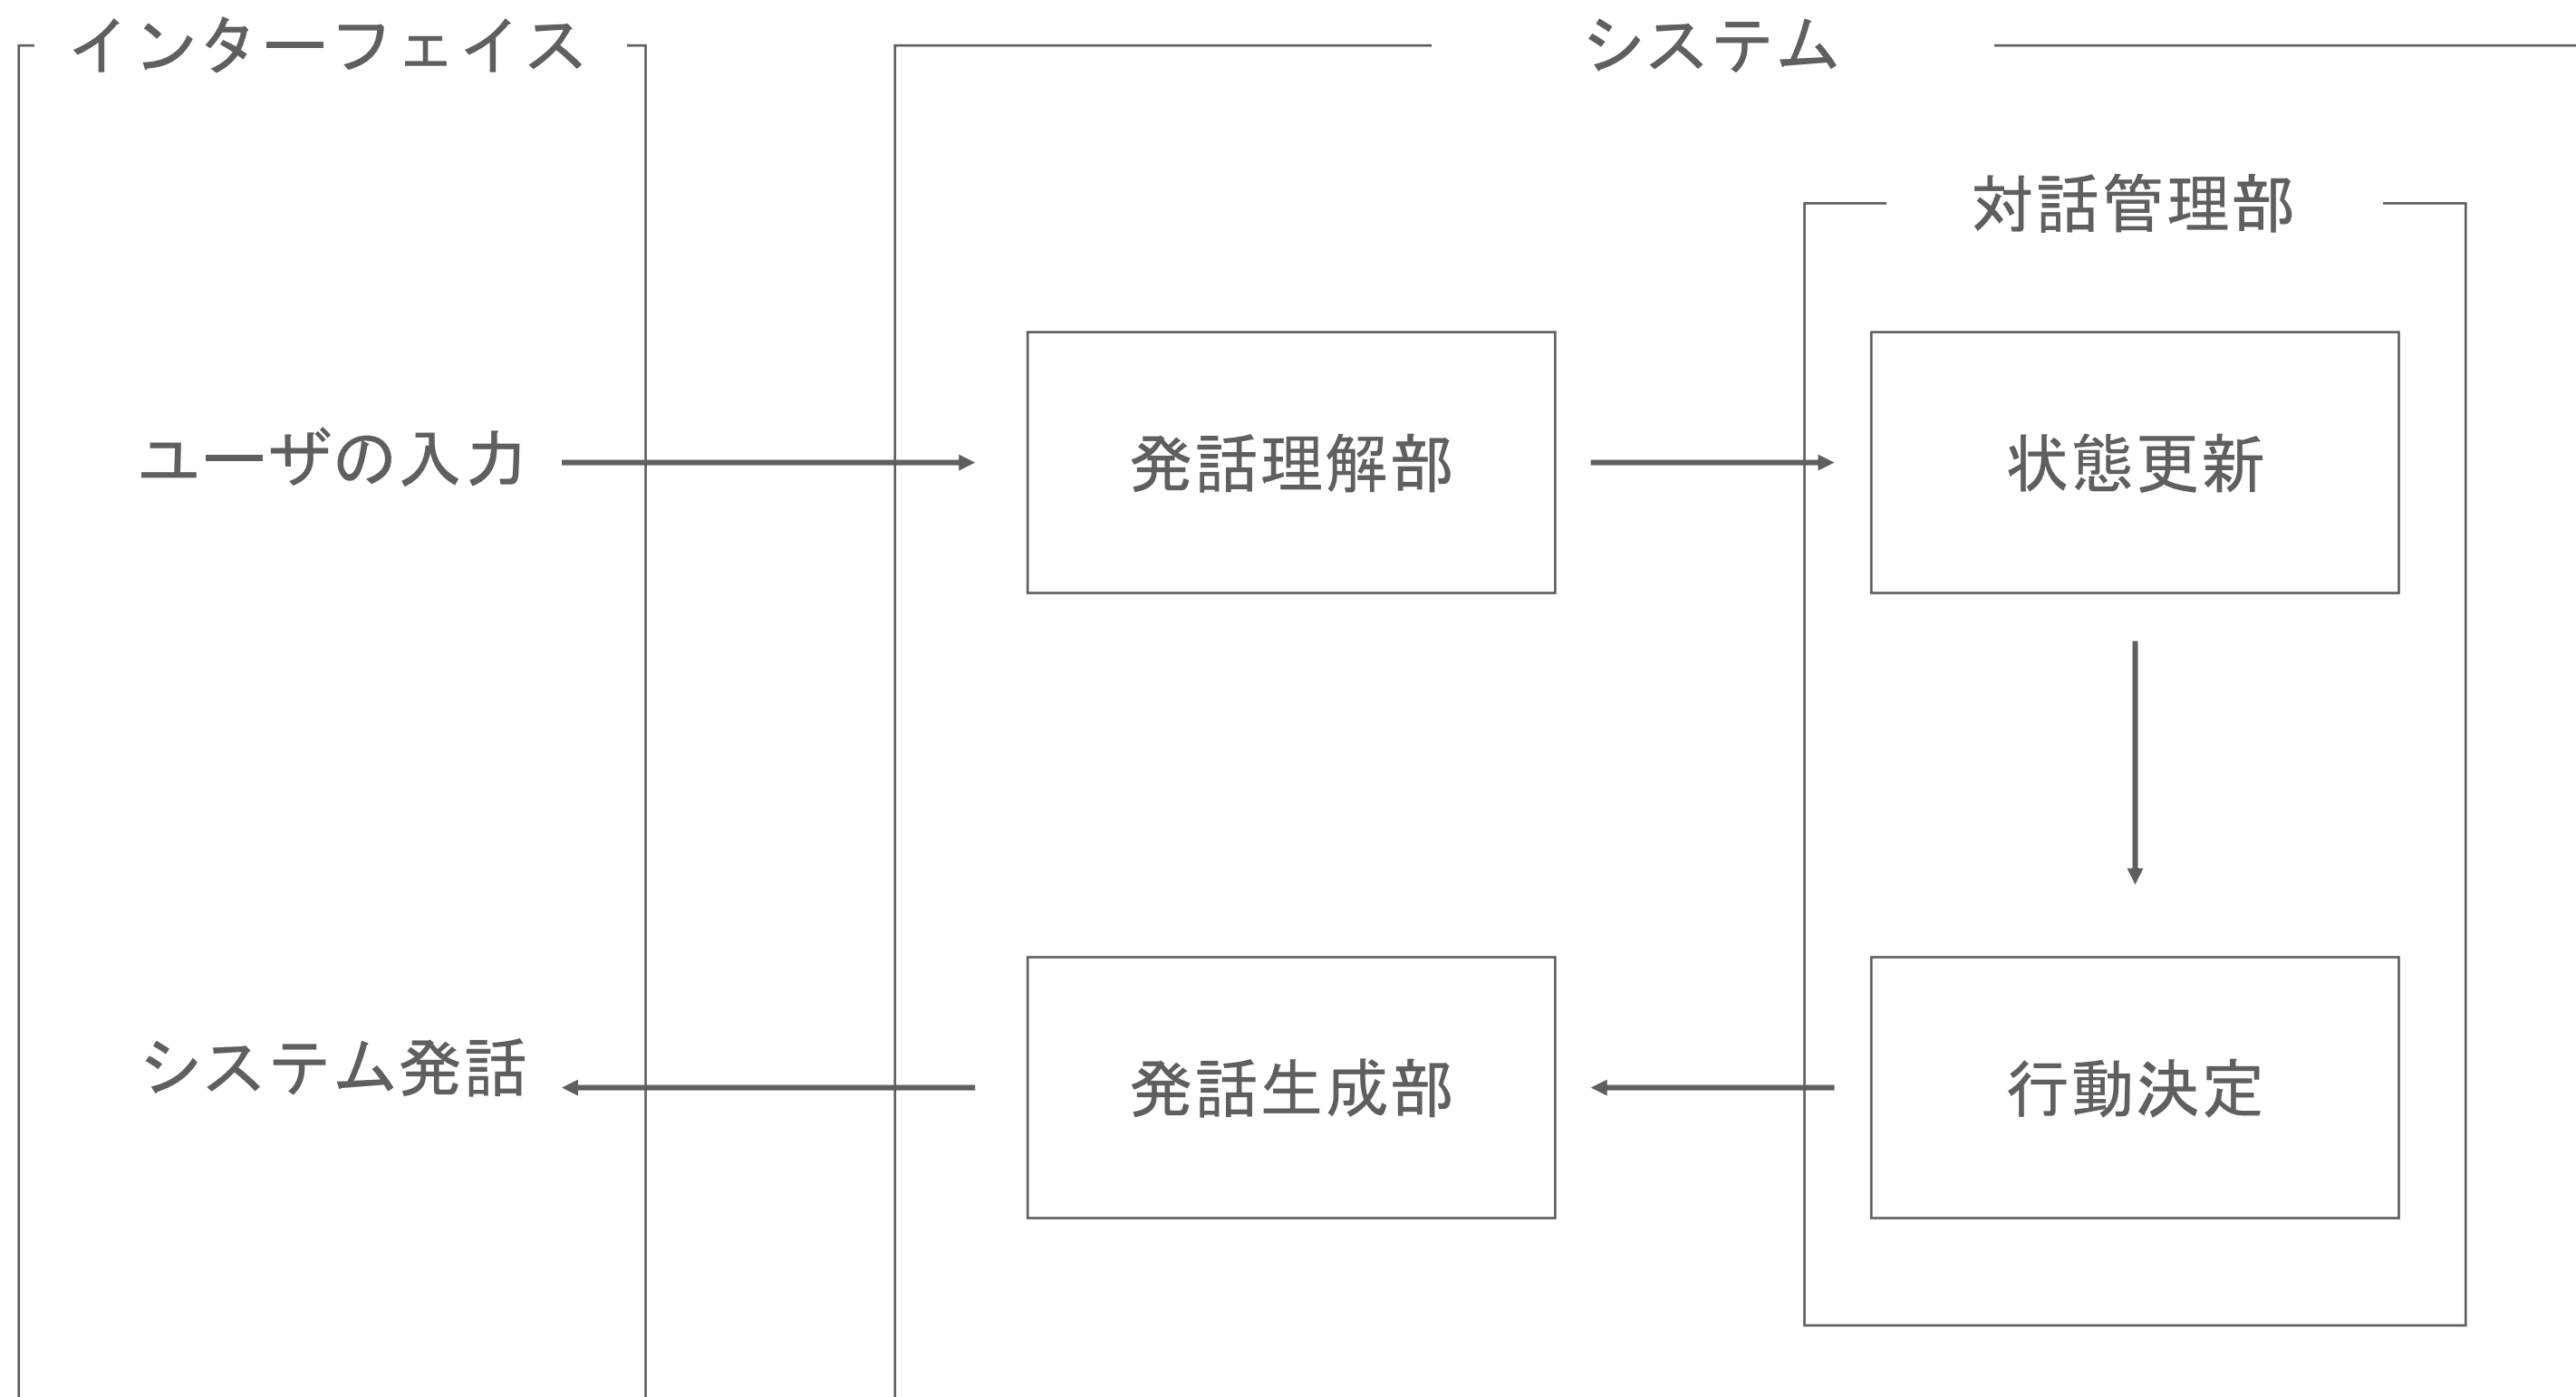 インターフェイス
システム
対話管理部
ユーザの入力
発話理解部
状態更新
システム発話
発話生成部
行動決定